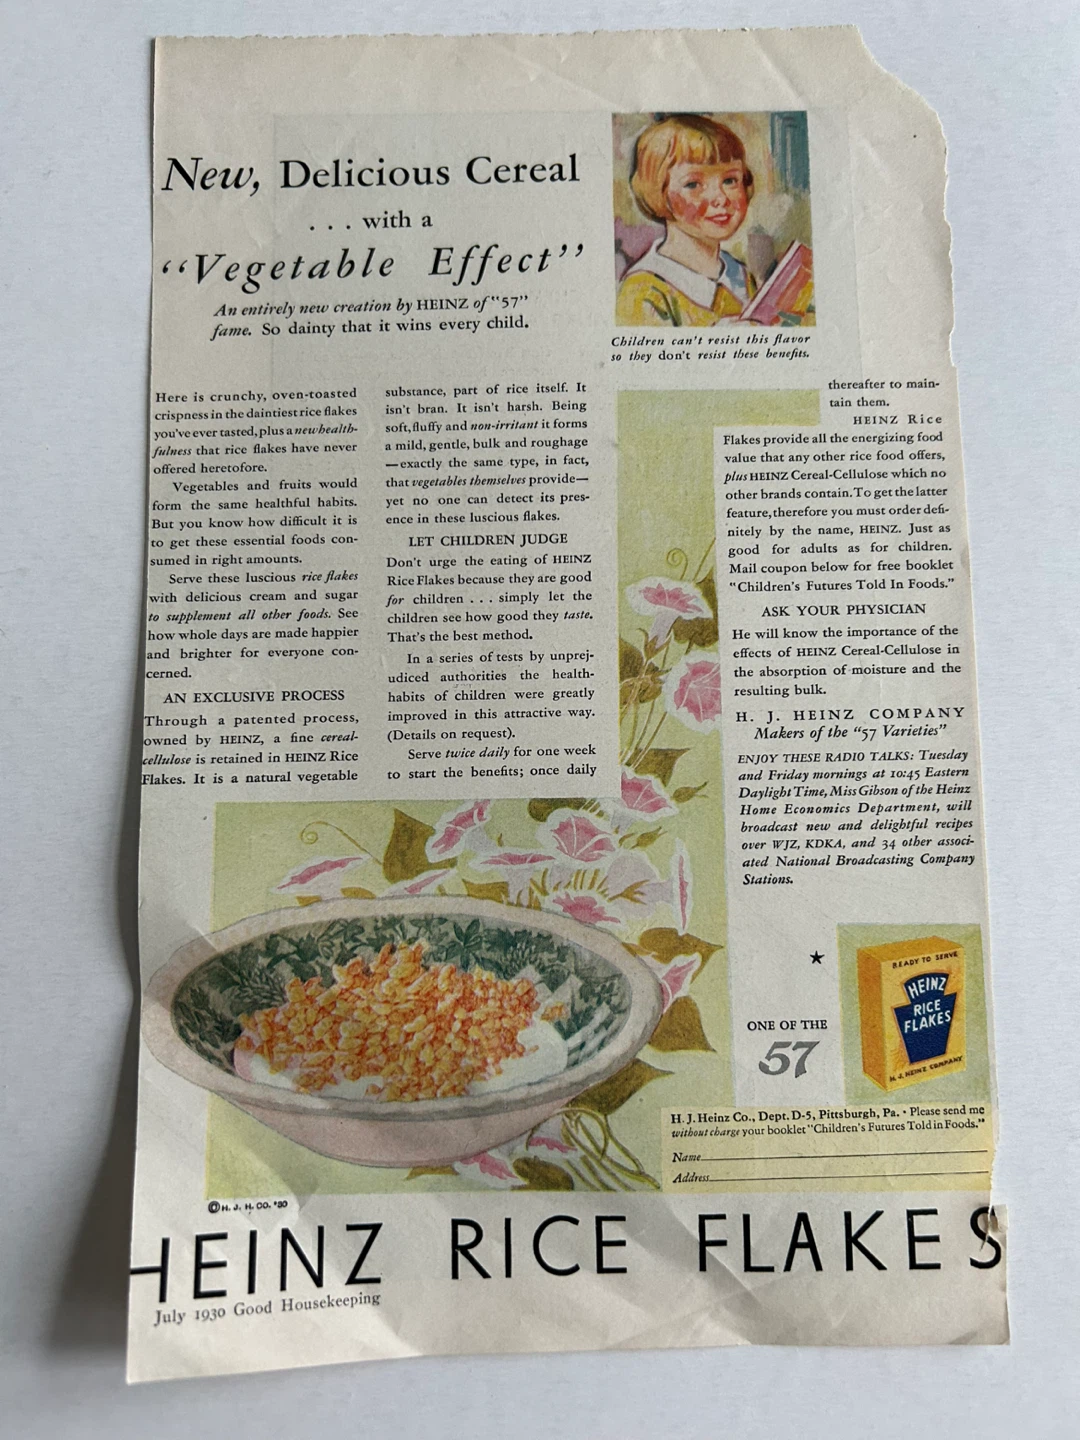 New, Delicious Cereal
. . . with a
“Vegetable Effect”
An entirely new creation by HEINZ of “57”
fame. So dainty that it wins every child.
Children can't resist this flavor
so they don't resist these benefits.
Here is crunchy, oven-toasted
crispness in the daintiest rice flakes
you've ever tasted, plus a new health-
fulness that rice flakes have never
offered heretofore.
Vegetables and fruits would
form the same healthful habits.
But you know how difficult it is
to get these essential foods con-
sumed in right amounts.
Serve these luscious rice flakes
with delicious cream and sugar
to supplement all other foods. See
how whole days are made happier
and brighter for everyone con-
cerned.
AN EXCLUSIVE PROCESS
Through a patented process,
owned by HEINZ, a fine cereal-
cellulose is retained in HEINZ Rice
Flakes. It is a natural vegetable
substance, part of rice itself. It
isn't bran. It isn't harsh. Being
soft, fluffy and non-irritant it forms
a mild, gentle, bulk and roughage
—exactly the same type, in fact,
that vegetables themselves provide—
yet no one can detect its pres-
ence in these luscious flakes.
LET CHILDREN JUDGE
Don't urge the eating of HEINZ
Rice Flakes because they are good
for children . . . simply let the
children see how good they taste.
That's the best method.
In a series of tests by unprej-
udiced authorities the health-
habits of children were greatly
improved in this attractive way.
(Details on request).
Serve twice daily for one week
to start the benefits; once daily
thereafter to main-
tain them.
HEINZ Rice
Flakes provide all the energizing food
value that any other rice food offers,
plus HEINZ Cereal-Cellulose which no
other brands contain. To get the latter
feature, therefore you must order defi-
nitely by the name, HEINZ. Just as
good for adults as for children.
Mail coupon below for free booklet
“Children's Futures Told In Foods.”
ASK YOUR PHYSICIAN
He will know the importance of the
effects of HEINZ Cereal-Cellulose in
the absorption of moisture and the
resulting bulk.
H. J. HEINZ COMPANY
Makers of the “57 Varieties”
ENJOY THESE RADIO TALKS: Tuesday
and Friday mornings at 10:45 Eastern
Daylight Time, Miss Gibson of the Heinz
Home Economics Department, will
broadcast new and delightful recipes
over WJZ, KDKA, and 34 other associ-
ated National Broadcasting Company
Stations.
★
ONE OF THE
57
READY TO SERVE
HEINZ
RICE
FLAKES
H. J. HEINZ COMPANY
H. J. Heinz Co., Dept. D-5, Pittsburgh, Pa. • Please send me
without charge your booklet “Children's Futures Told in Foods.”
Name
Address
© H. J. H. CO. '30
HEINZ RICE FLAKES
July 1930 Good Housekeeping